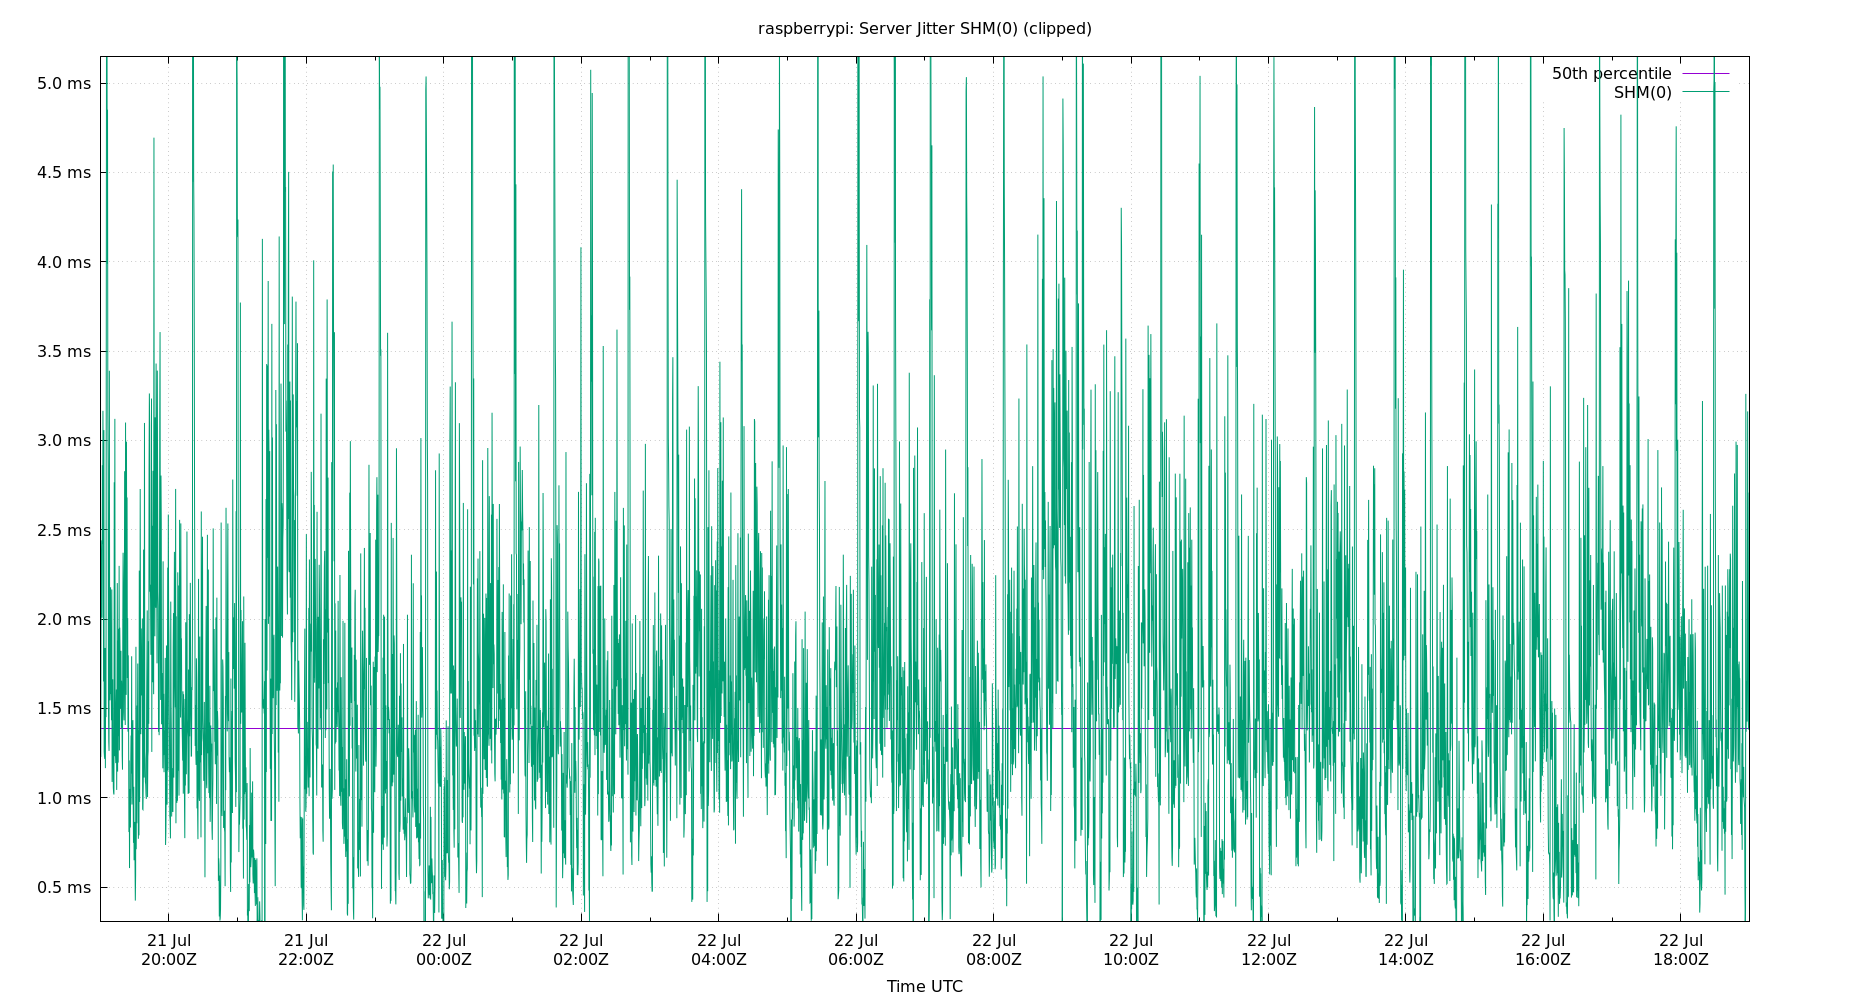 raspberrypi: Server Jitter SHM(0) (clipped)
50th percentile
SHM(0)
5.0 ms
4.5 ms
4.0 ms
3.5 ms
3.0 ms
2.5 ms
2.0 ms
1.5 ms
1.0 ms
0.5 ms
21 Jul 21 Jul 22 Jul 22 Jul 22 Jul 22 Jul 22 Jul 22 Jul 22 Jul 22 Jul 22 Jul 22 Jul
20:00Z 22:00Z 00:00Z 02:00Z 04:00Z 06:00Z 08:00Z 10:00Z 12:00Z 14:00Z 16:00Z 18:00Z
Time UTC